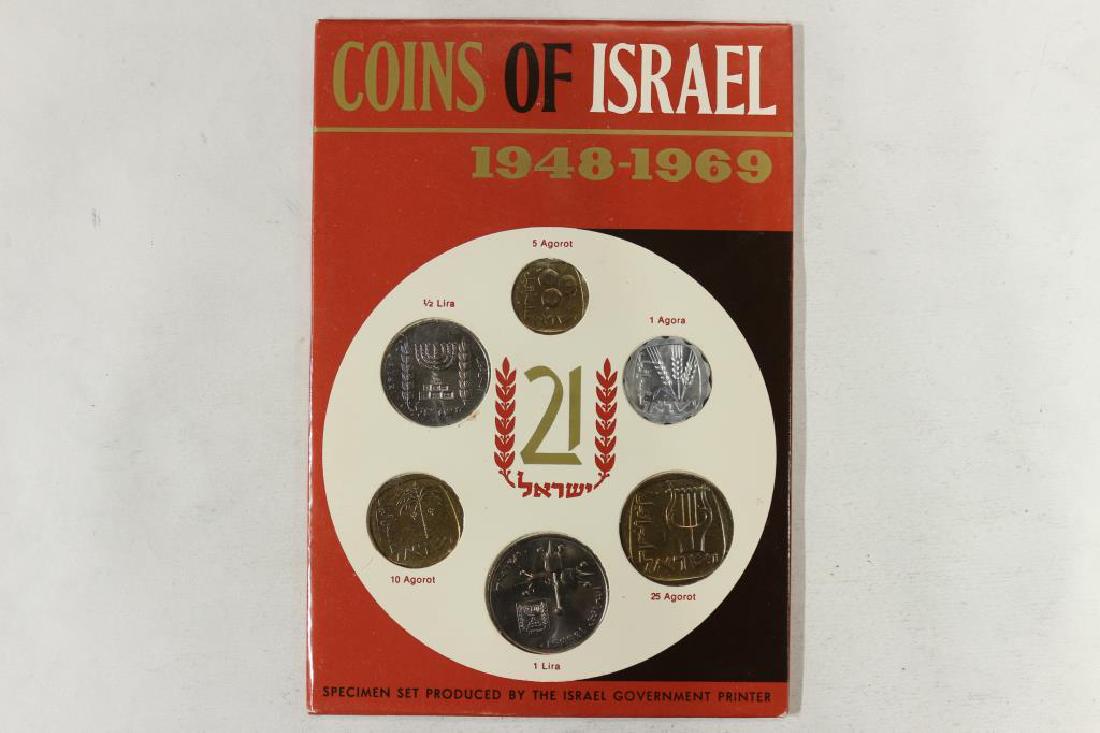 COINS OF ISRAEL
1948-1969
5 Agorot
½ Lira
1 Agora
21
ישראל
10 Agorot
25 Agorot
1 Lira
SPECIMEN SET PRODUCED BY THE ISRAEL GOVERNMENT PRINTER